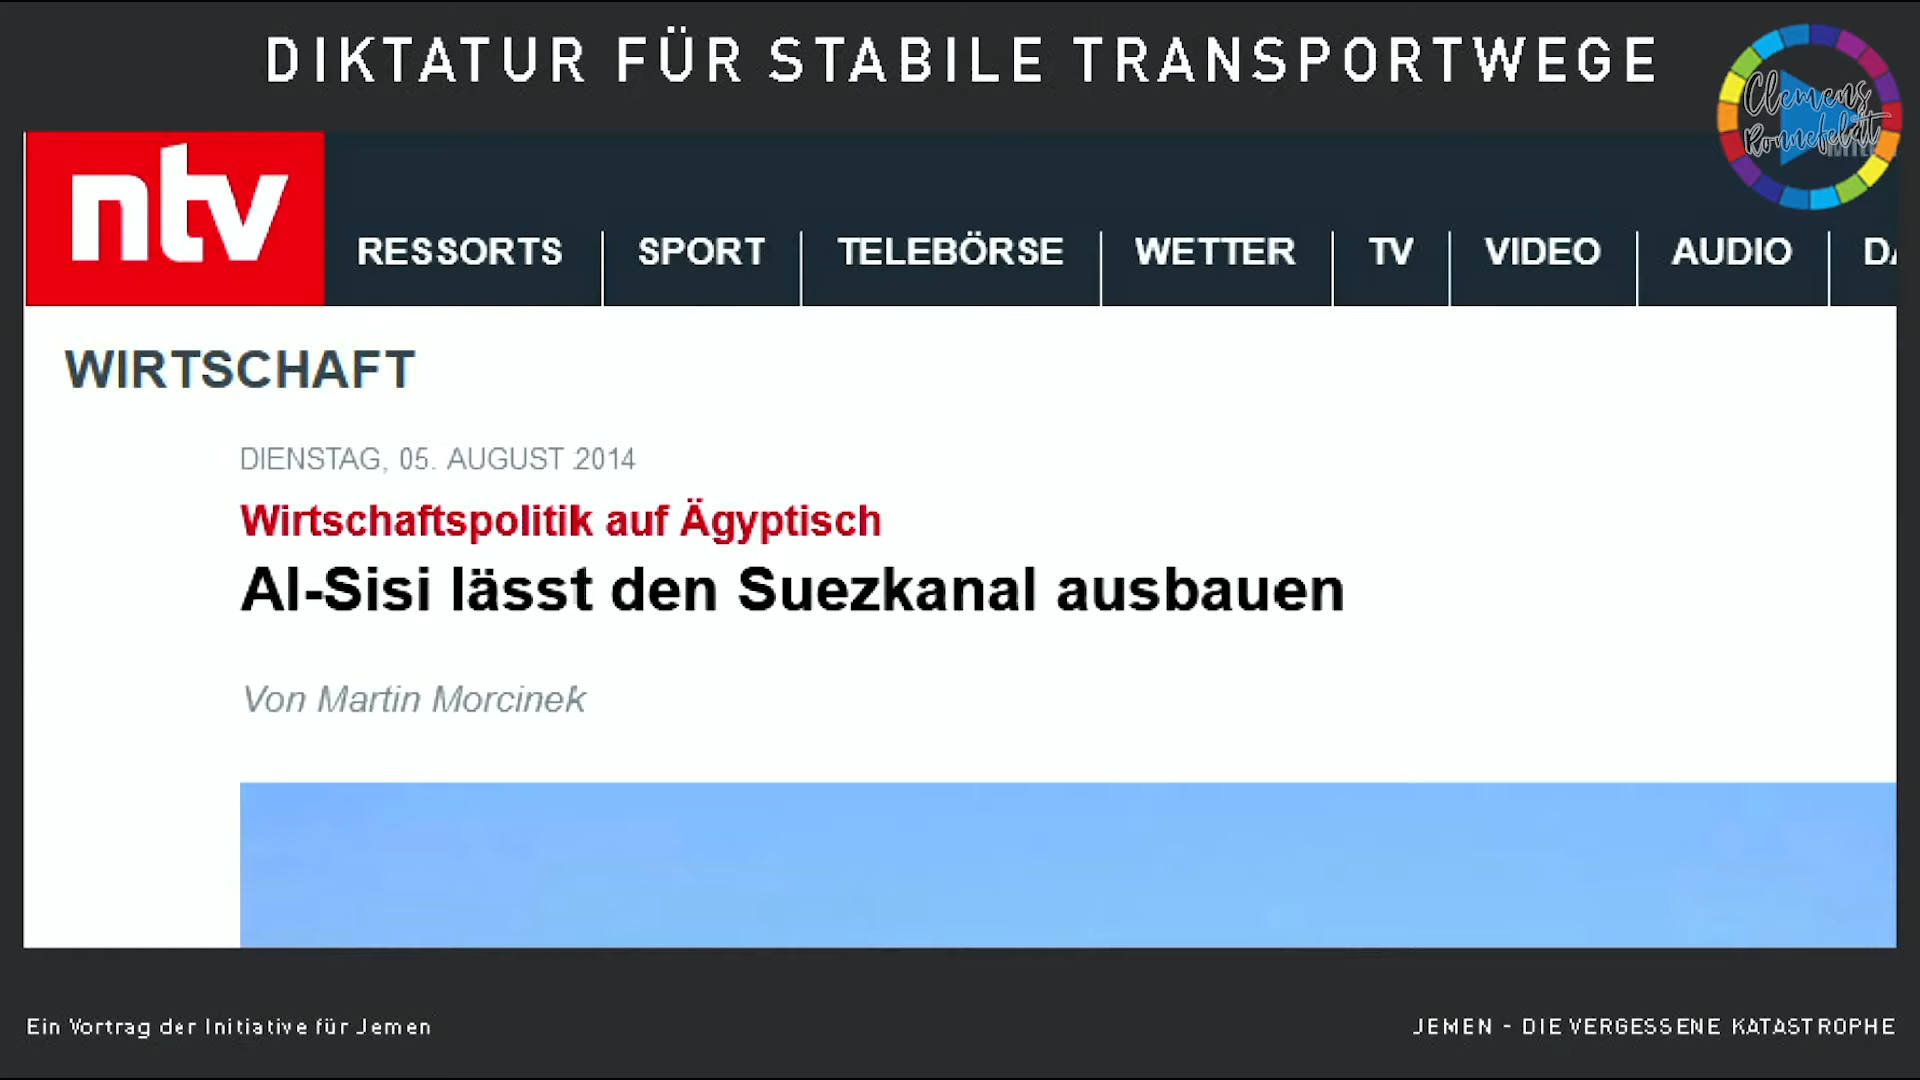 DIKTATUR FÜR STABILE TRANSPORTWEGE
Clemens
Ronnefeldt
ntv
RESSORTS
SPORT
TELEBÖRSE
WETTER
TV
VIDEO
AUDIO
WIRTSCHAFT
DIENSTAG, 05. AUGUST 2014
Wirtschaftspolitik auf Ägyptisch
Al-Sisi lässt den Suezkanal ausbauen
Von Martin Morcinek
Ein Vortrag der Initiative für Jemen
JEMEN - DIE VERGESSENE KATASTROPHE